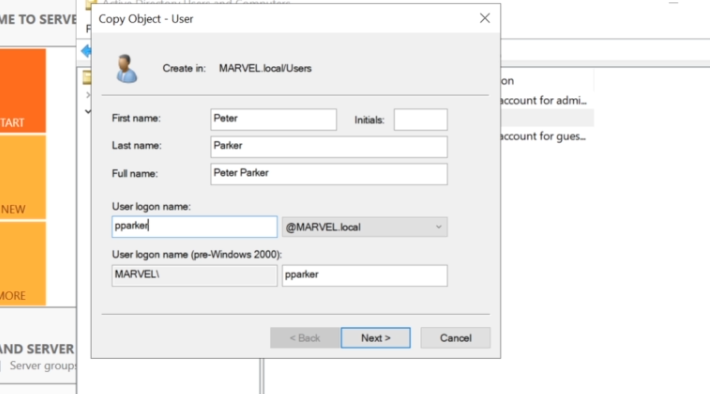 Active Directory Users and Computers
ME TO SERVE
Copy Object - User
Create in: MARVEL.local/Users
on
account for admi...
account for gues...
TART
NEW
MORE
First name: Peter Initials:
Last name: Parker
Full name: Peter Parker
User logon name:
pparker @MARVEL.local
User logon name (pre-Windows 2000):
MARVEL\ pparker
< Back Next > Cancel
AND SERVER
Server groups